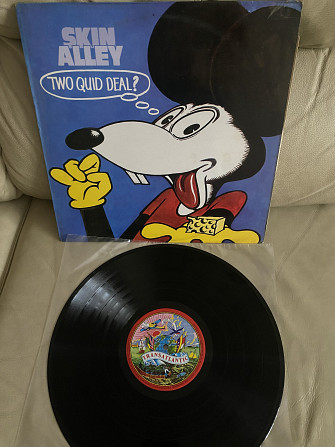 SKIN
ALLEY
TWO QUID DEAL?
TRANSATLANTIC